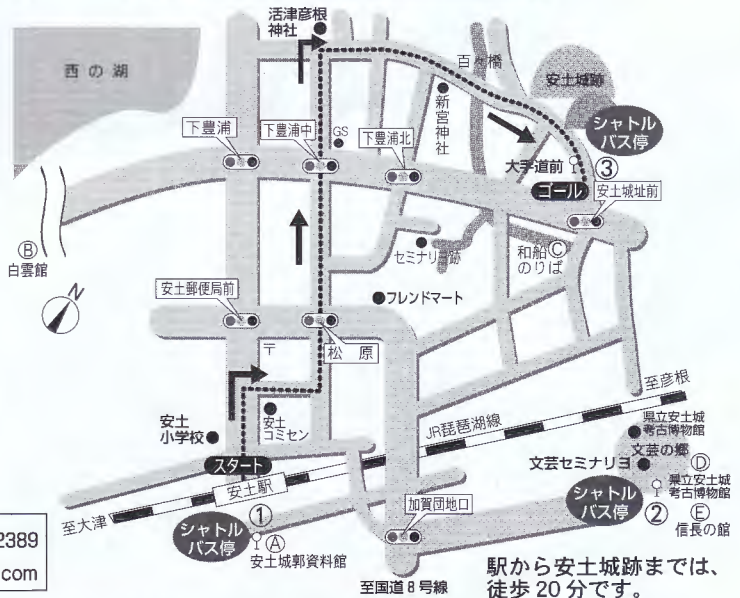 活津彦根
神社
西の湖
百々橋
安土城跡
新宮神社
シャトル
バス停
下豊浦
下豊浦中
GS
下豊浦北
大手道前
③
ゴール
安土城址前
Ⓑ
白雲館
セミナリヨ跡
和船Ⓒ
のりば
N
安土郵便局前
フレンドマート
〒
松原
至彦根
安土
小学校
安土
コミセン
JR琵琶湖線
県立安土城
考古博物館
文芸の郷
スタート
文芸セミナリヨ
Ⓓ
安土駅
県立安土城
考古博物館
シャトル
バス停
②
Ⓔ
信長の館
至大津
シャトル
バス停
①
Ⓐ
安土城郭資料館
加賀団地口
2389
com
至国道8号線
駅から安土城跡までは、
徒歩20分です。